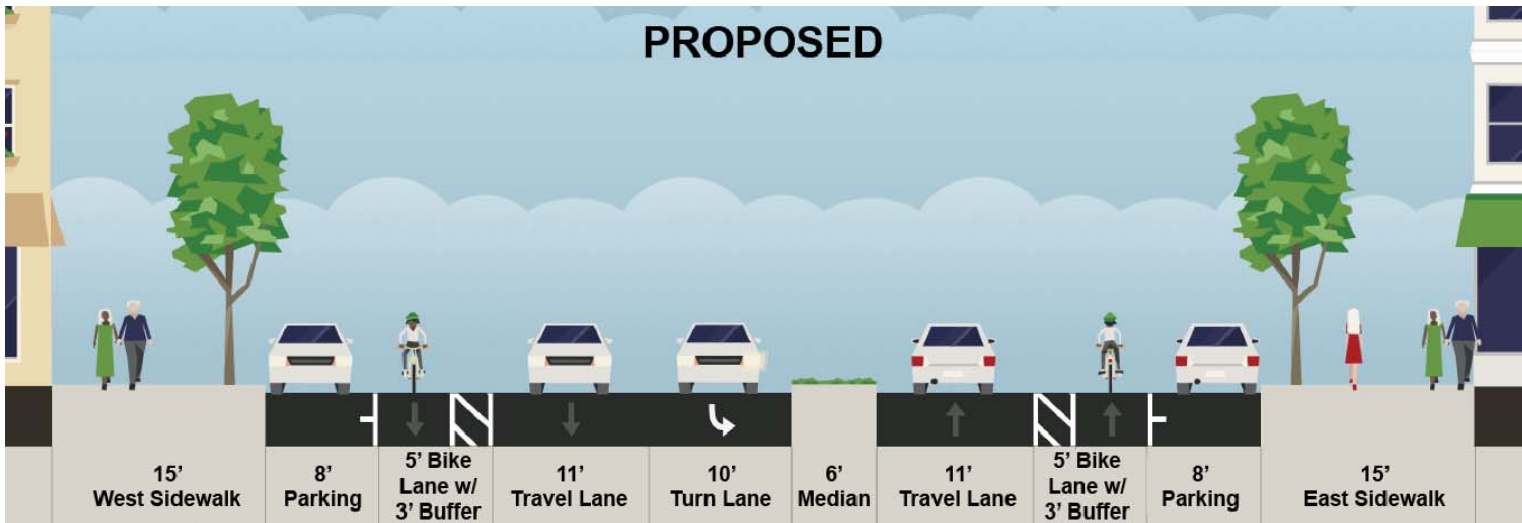 PROPOSED
15’
West Sidewalk
8’
Parking
5’ Bike
Lane w/
3’ Buffer
11’
Travel Lane
10’
Turn Lane
6’
Median
11’
Travel Lane
5’ Bike
Lane w/
3’ Buffer
8’
Parking
15’
East Sidewalk